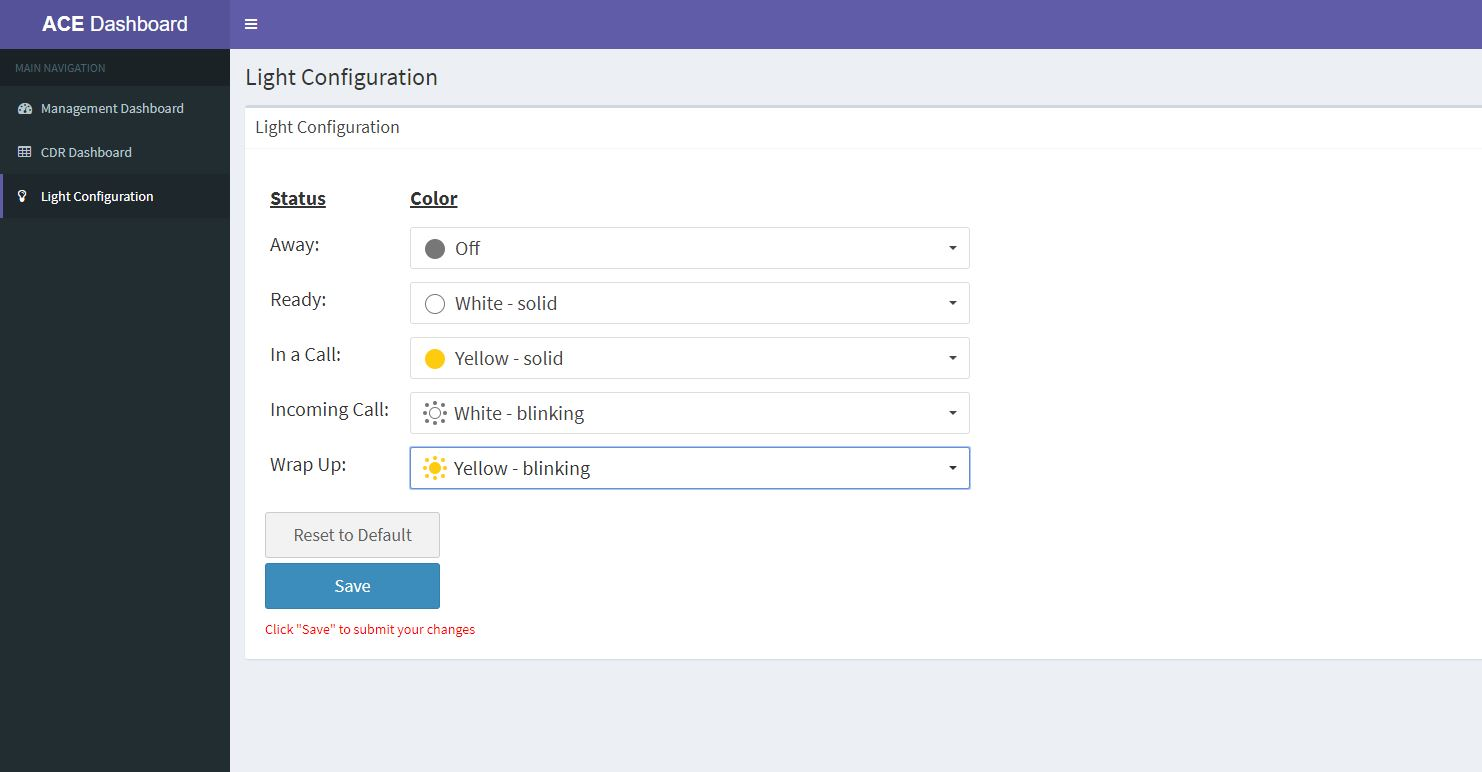 ACE Dashboard
MAIN NAVIGATION
Management Dashboard
CDR Dashboard
Light Configuration
Light Configuration
Light Configuration
Status Color
Away: Off
Ready: White - solid
In a Call: Yellow - solid
Incoming Call: White - blinking
Wrap Up: Yellow - blinking
Reset to Default
Save
Click "Save" to submit your changes